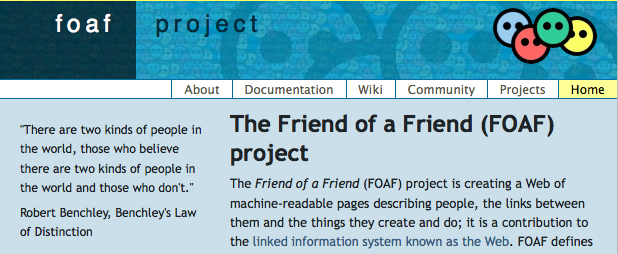 foaf project
About Documentation Wiki Community Projects Home
"There are two kinds of people in
the world, those who believe
there are two kinds of people in
the world and those who don't."
Robert Benchley, Benchley's Law
of Distinction
The Friend of a Friend (FOAF)
project
The Friend of a Friend (FOAF) project is creating a Web of
machine-readable pages describing people, the links between
them and the things they create and do; it is a contribution to
the linked information system known as the Web. FOAF defines